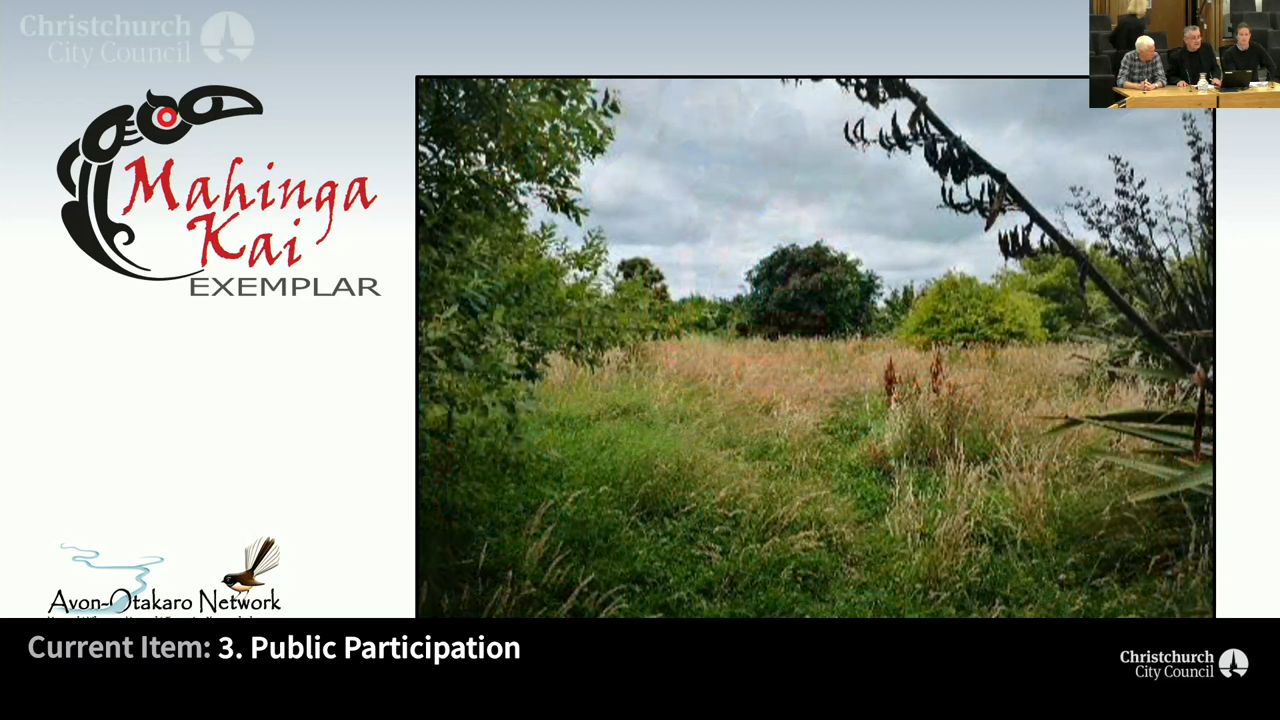 Christchurch
City Council
Mahinga
Kai
EXEMPLAR
Avon-Otakaro Network
Current Item: 3. Public Participation
Christchurch
City Council